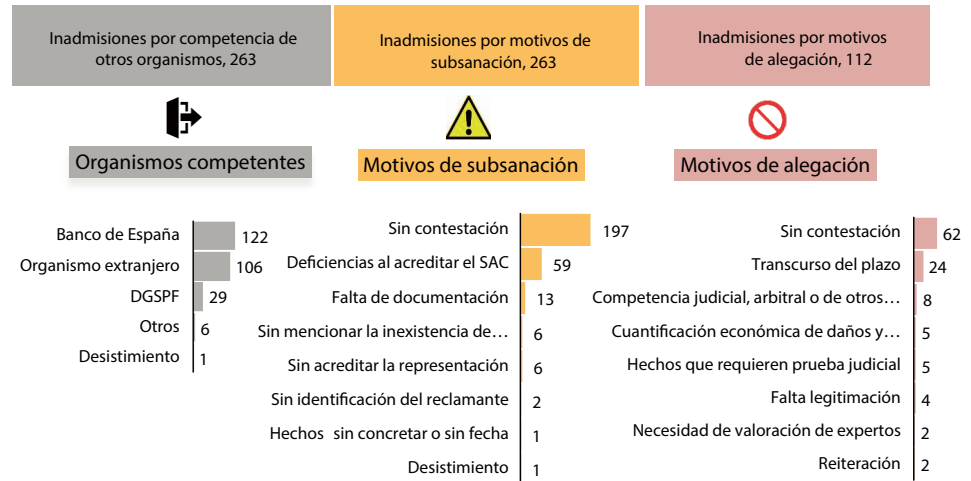 Inadmisiones por competencia de
otros organismos, 263
Inadmisiones por motivos de
subsanación, 263
Inadmisiones por motivos
de alegación, 112
Organismos competentes
Motivos de subsanación
Motivos de alegación
Banco de España 122
Organismo extranjero 106
DGSPF 29
Otros 6
Desistimiento 1
Sin contestación 197
Deficiencias al acreditar el SAC 59
Falta de documentación 13
Sin mencionar la inexistencia de… 6
Sin acreditar la representación 6
Sin identificación del reclamante 2
Hechos sin concretar o sin fecha 1
Desistimiento 1
Sin contestación 62
Transcurso del plazo 24
Competencia judicial, arbitral o de otros… 8
Cuantificación económica de daños y… 5
Hechos que requieren prueba judicial 5
Falta legitimación 4
Necesidad de valoración de expertos 2
Reiteración 2